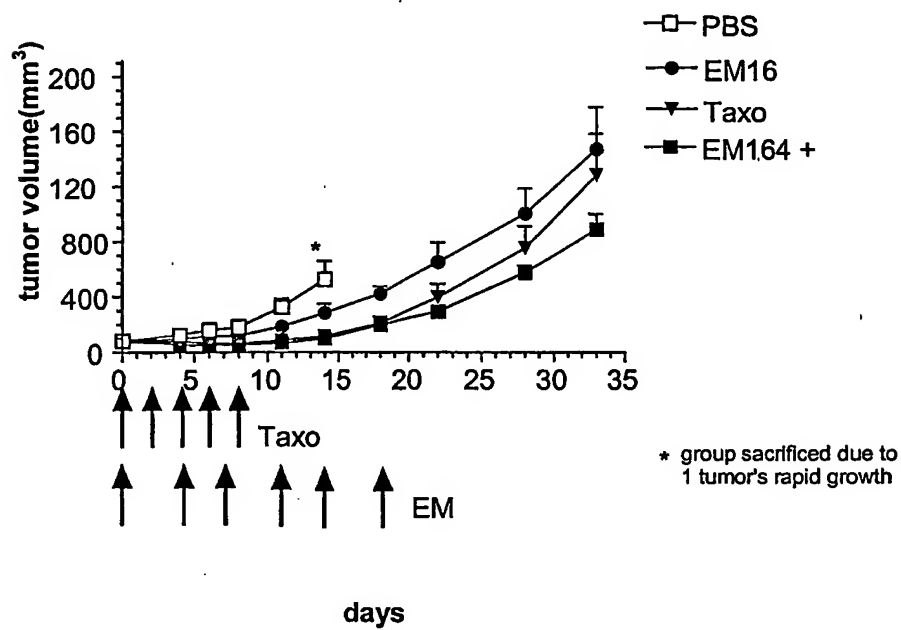 PBS
EM16
Taxo
EM164 +
tumor volume(mm3)
200
160
120
800
400
0
0 5 10 15 20 25 30 35
*
Taxo
EM
* group sacrificed due to
1 tumor's rapid growth
days